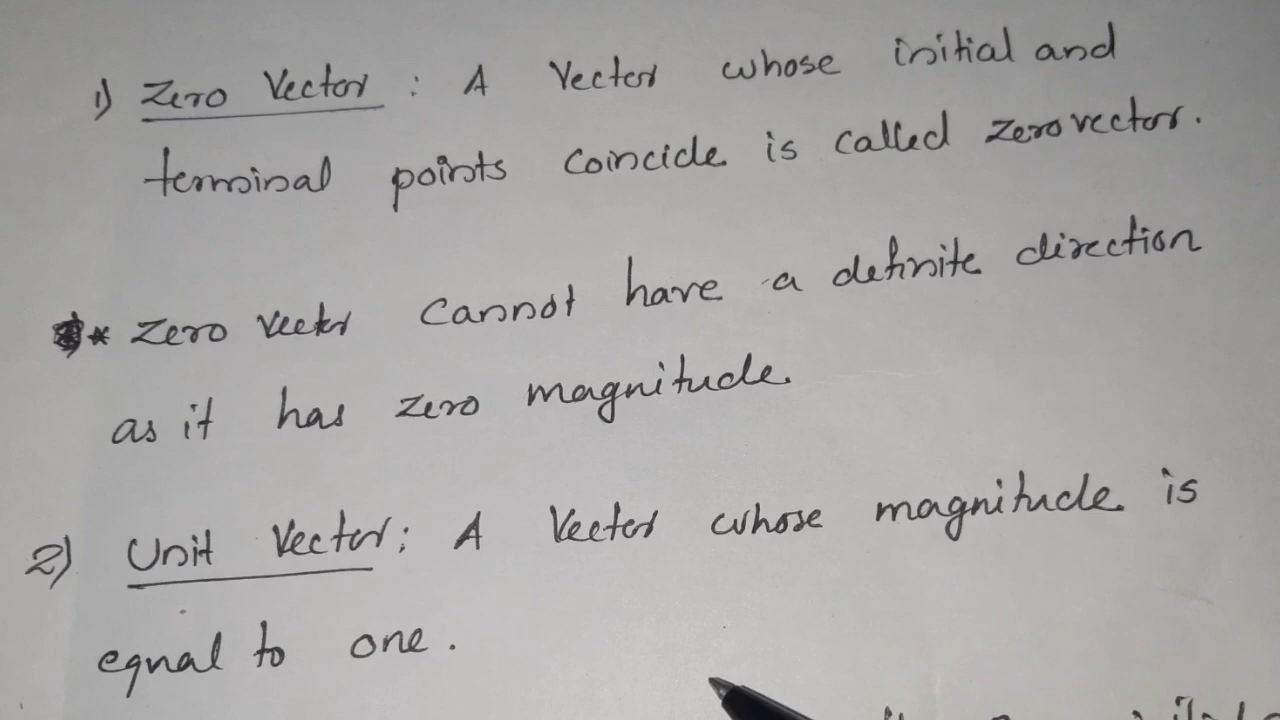 1) Zero Vector : A Vector whose initial and
terminal points coincide is called zero vector.
* Zero Vector cannot have a definite direction
as it has zero magnitude.
2) Unit Vector : A Vector whose magnitude is
equal to one .